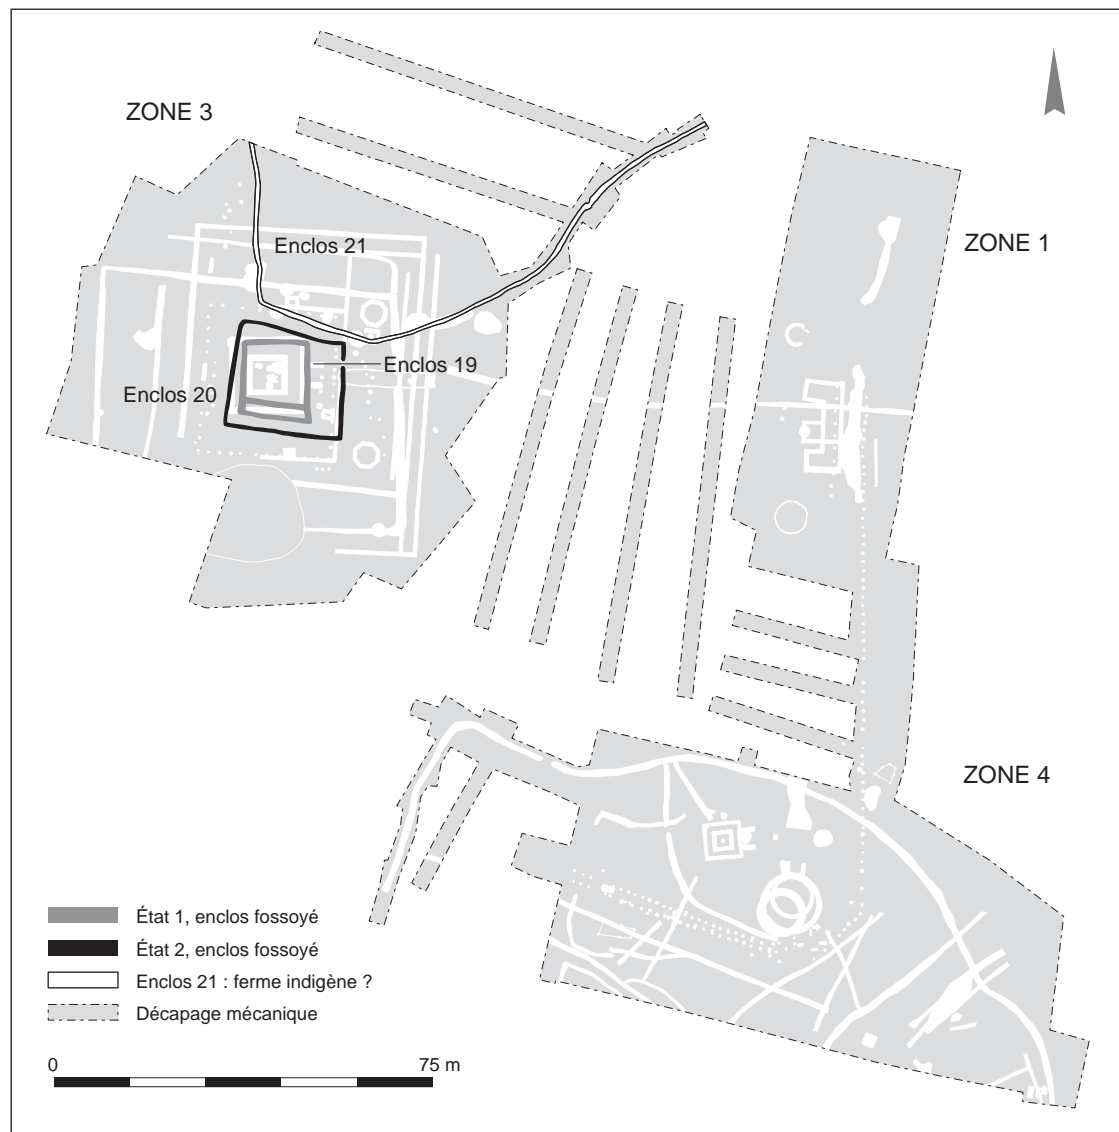 ZONE 3
ZONE 1
Enclos 21
Enclos 19
Enclos 20
ZONE 4
État 1, enclos fossoyé
État 2, enclos fossoyé
Enclos 21 : ferme indigène ?
Décapage mécanique
0 75 m